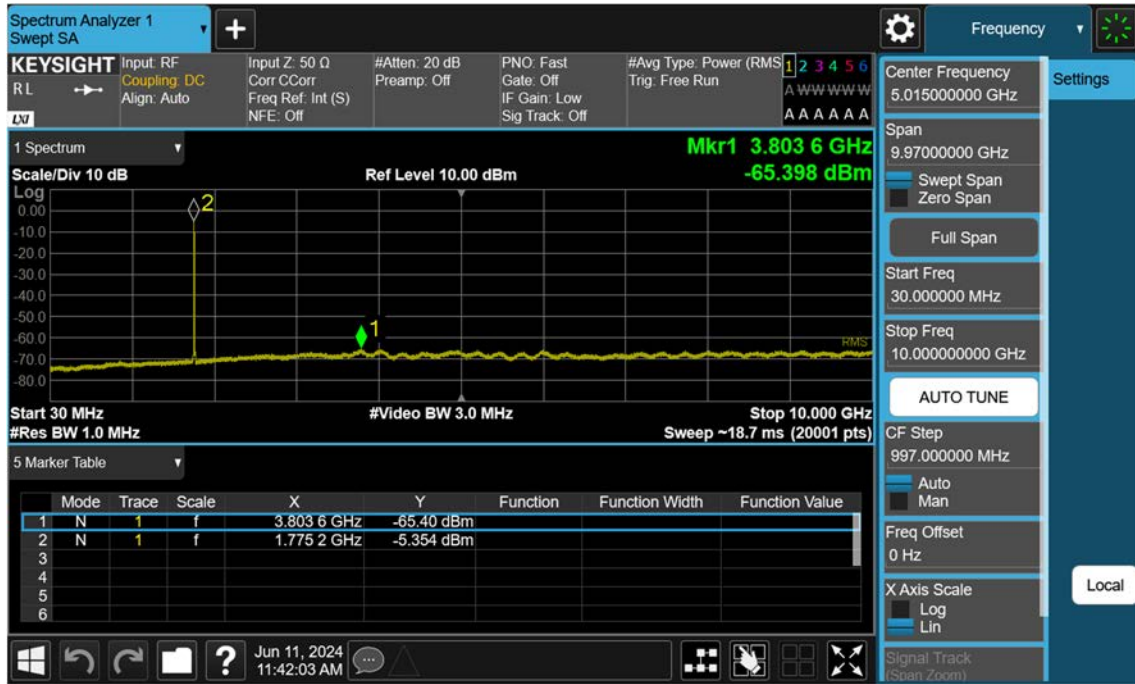 Spectrum Analyzer 1
Swept SA
+
Frequency
KEYSIGHT
RL
LXI
Input: RF
Coupling: DC
Align: Auto
Input Z: 50 Ω
Corr CCorr
Freq Ref: Int (S)
NFE: Off
#Atten: 20 dB
Preamp: Off
PNO: Fast
Gate: Off
IF Gain: Low
Sig Track: Off
#Avg Type: Power (RMS
Trig: Free Run
1 2 3 4 5 6
A W W W W W
A A A A A A
1 Spectrum
Mkr1 3.803 6 GHz
-65.398 dBm
Scale/Div 10 dB
Ref Level 10.00 dBm
Log
0.00
-10.0
-20.0
-30.0
-40.0
-50.0
-60.0
-70.0
-80.0
2
1
RMS
Start 30 MHz
#Video BW 3.0 MHz
Stop 10.000 GHz
#Res BW 1.0 MHz
Sweep ~18.7 ms (20001 pts)
5 Marker Table
Mode Trace Scale X Y Function Function Width Function Value
1 N 1 f 3.803 6 GHz -65.40 dBm
2 N 1 f 1.775 2 GHz -5.354 dBm
3
4
5
6
Jun 11, 2024
11:42:03 AM
?
Center Frequency
5.015000000 GHz
Span
9.97000000 GHz
Swept Span
Zero Span
Full Span
Start Freq
30.000000 MHz
Stop Freq
10.000000000 GHz
AUTO TUNE
CF Step
997.000000 MHz
Auto
Man
Freq Offset
0 Hz
X Axis Scale
Log
Lin
Signal Track
(Span Zoom)
Settings
Local